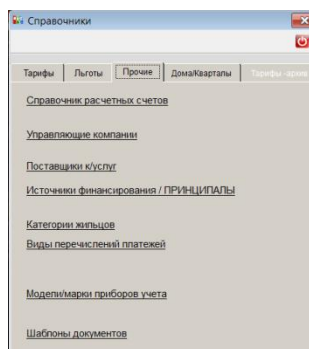 Справочники
Тарифы Льготы Прочие Дома/Кварталы Тарифы -архив
Справочник расчетных счетов
Управляющие компании
Поставщики к/услуг
Источники финансирования / ПРИНЦИПАЛЫ
Категории жильцов
Виды перечислений платежей
Модели/марки приборов учета
Шаблоны документов